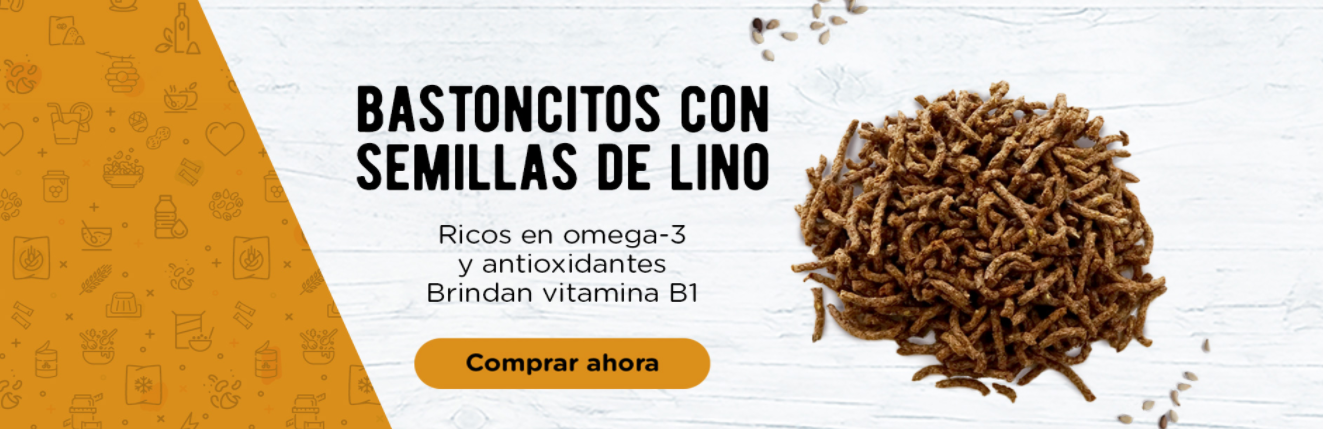 BASTONCITOS CON
SEMILLAS DE LINO
Ricos en omega-3
y antioxidantes
Brindan vitamina B1
Comprar ahora